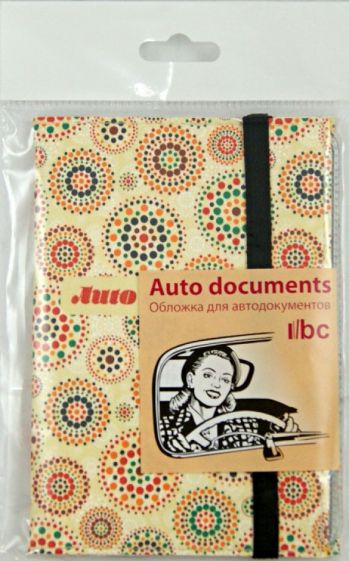 Auto documents
Обложка для автодокументов
bc
Auto